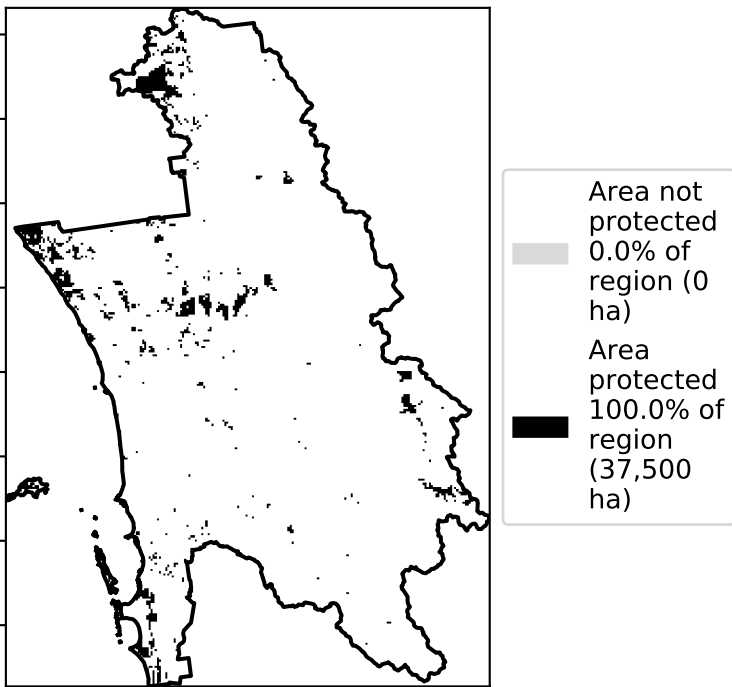 Area not
protected
0.0% of
region (0
ha)
Area
protected
100.0% of
region
(37,500
ha)